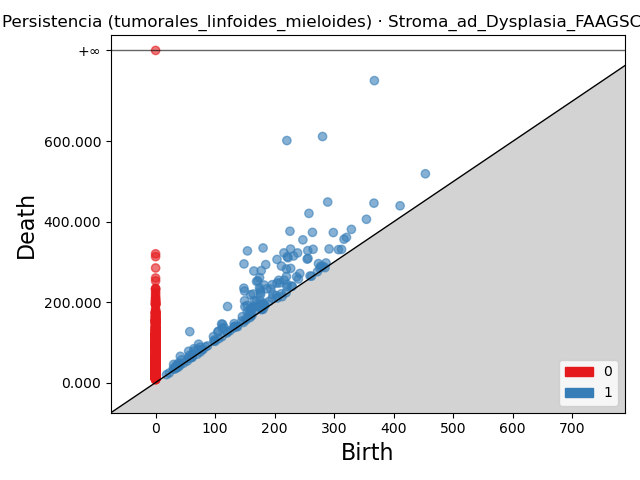 Persistencia (tumorales_linfoides_mieloides) · Stroma_ad_Dysplasia_FAAGSC
+∞
600.000
400.000
200.000
0.000
Death
0
1
0 100 200 300 400 500 600 700
Birth